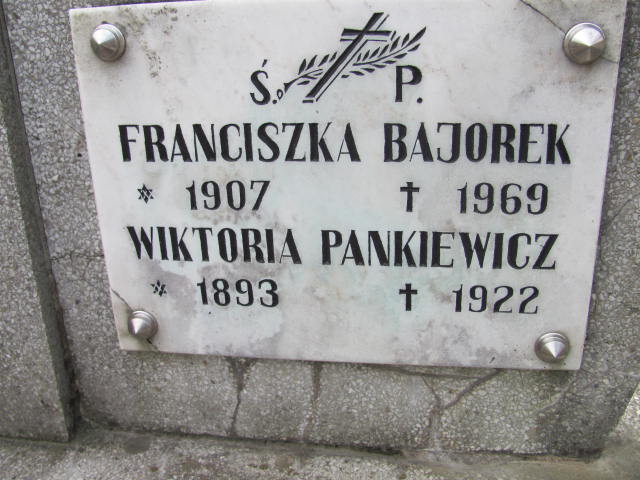 Ś. P.
FRANCISZKA BAJOREK
* 1907 † 1969
WIKTORIA PANKIEWICZ
* 1893 † 1922